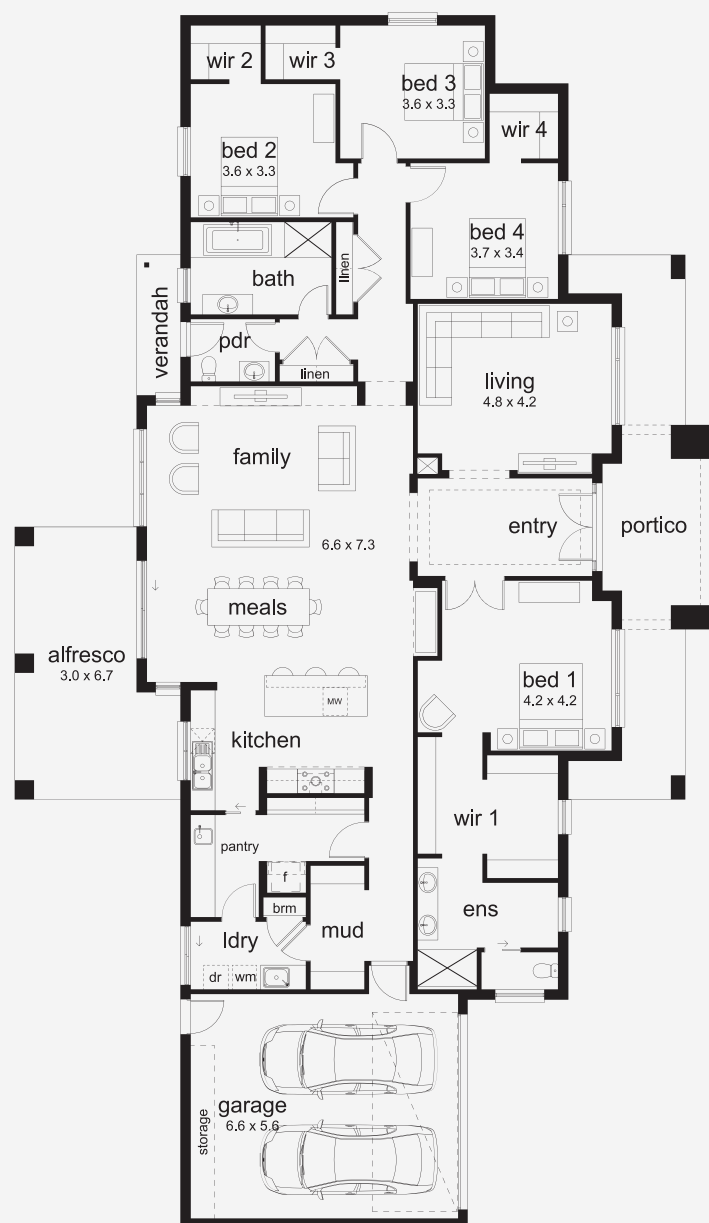 wir 2
wir 3
bed 3
3.6 x 3.3
wir 4
bed 2
3.6 x 3.3
bed 4
3.7 x 3.4
linen
bath
verandah
pdr
linen
living
4.8 x 4.2
family
6.6 x 7.3
entry
portico
meals
alfresco
3.0 x 6.7
bed 1
4.2 x 4.2
MW
kitchen
wir 1
pantry
f
brm
ens
ldry
mud
dr
wm
garage
6.6 x 5.6
storage